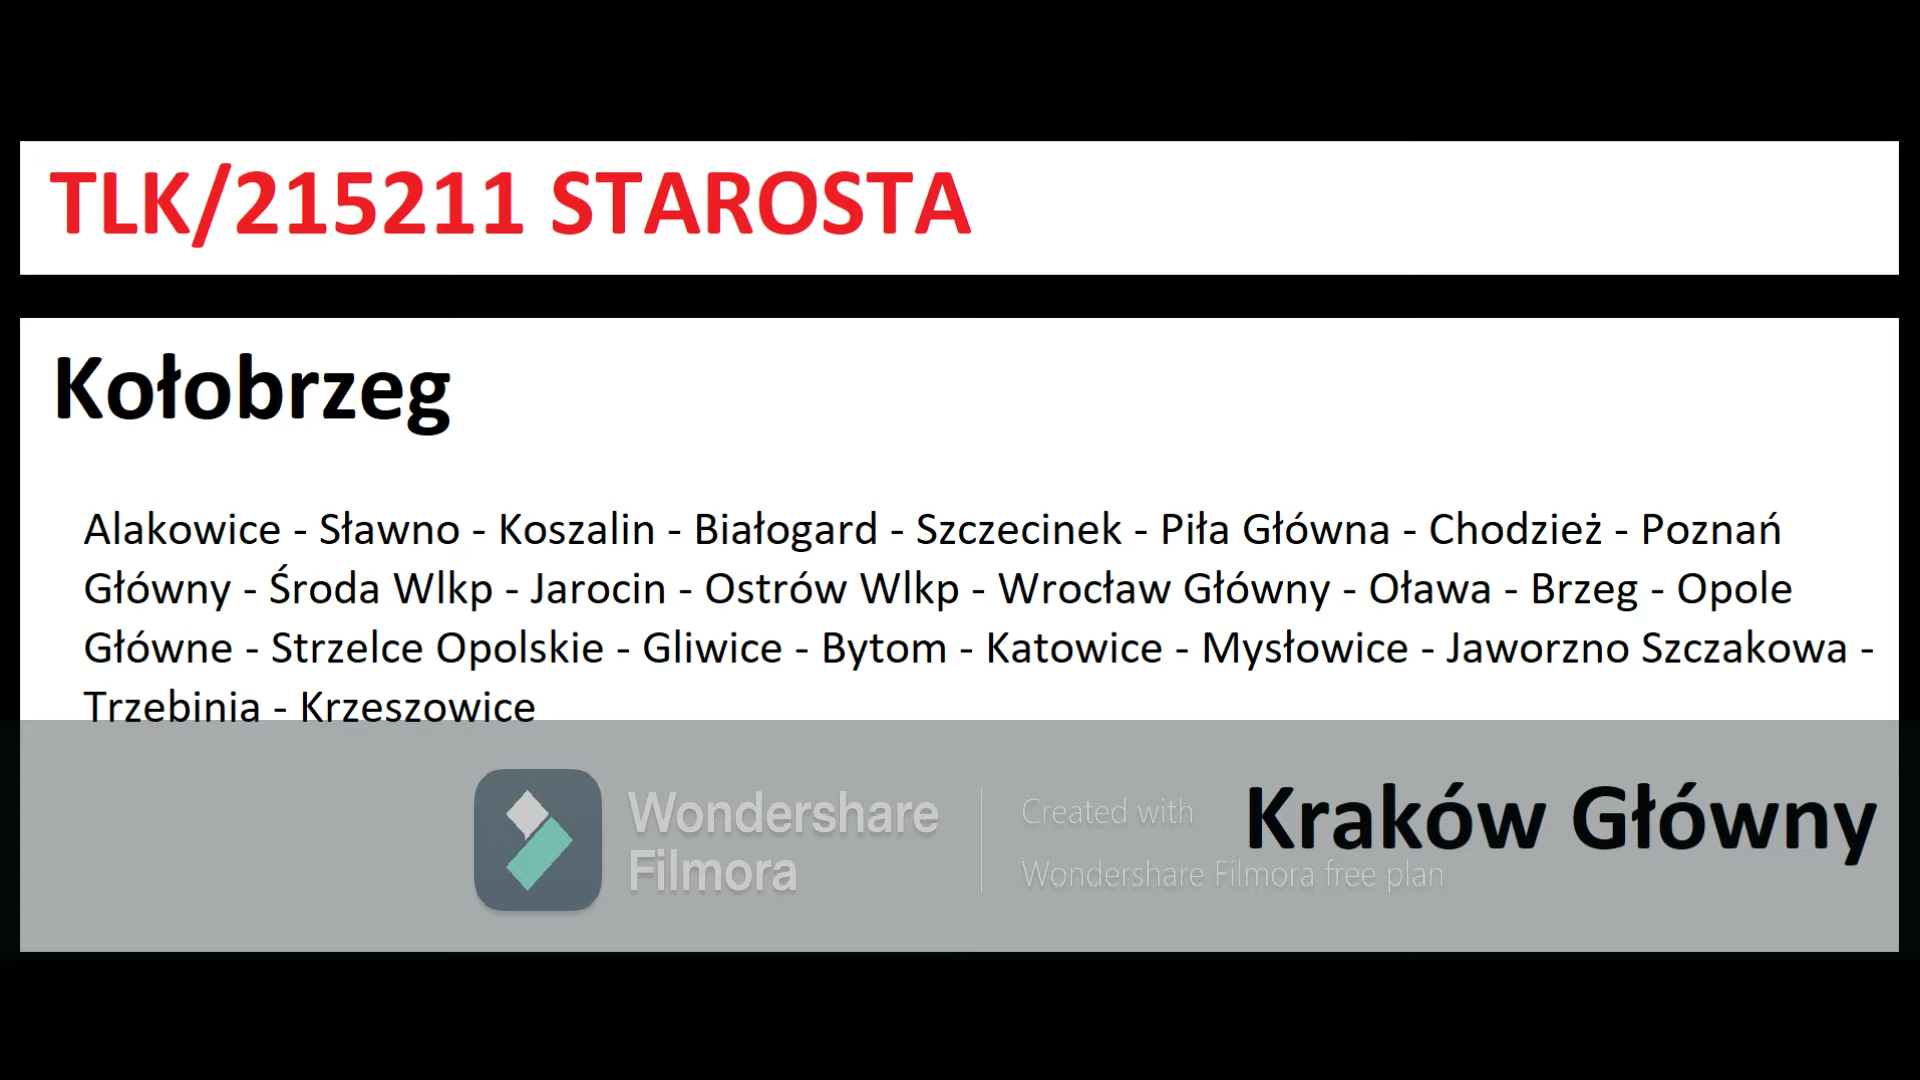 TLK/215211 STAROSTA
Kołobrzeg
Alakowice - Sławno - Koszalin - Białogard - Szczecinek - Piła Główna - Chodzież - Poznań
Główny - Środa Wlkp - Jarocin - Ostrów Wlkp - Wrocław Główny - Oława - Brzeg - Opole
Główne - Strzelce Opolskie - Gliwice - Bytom - Katowice - Mysłowice - Jaworzno Szczakowa -
Trzebinia - Krzeszowice
Wondershare
Filmora
Created with
Wondershare Filmora free plan
Kraków Główny